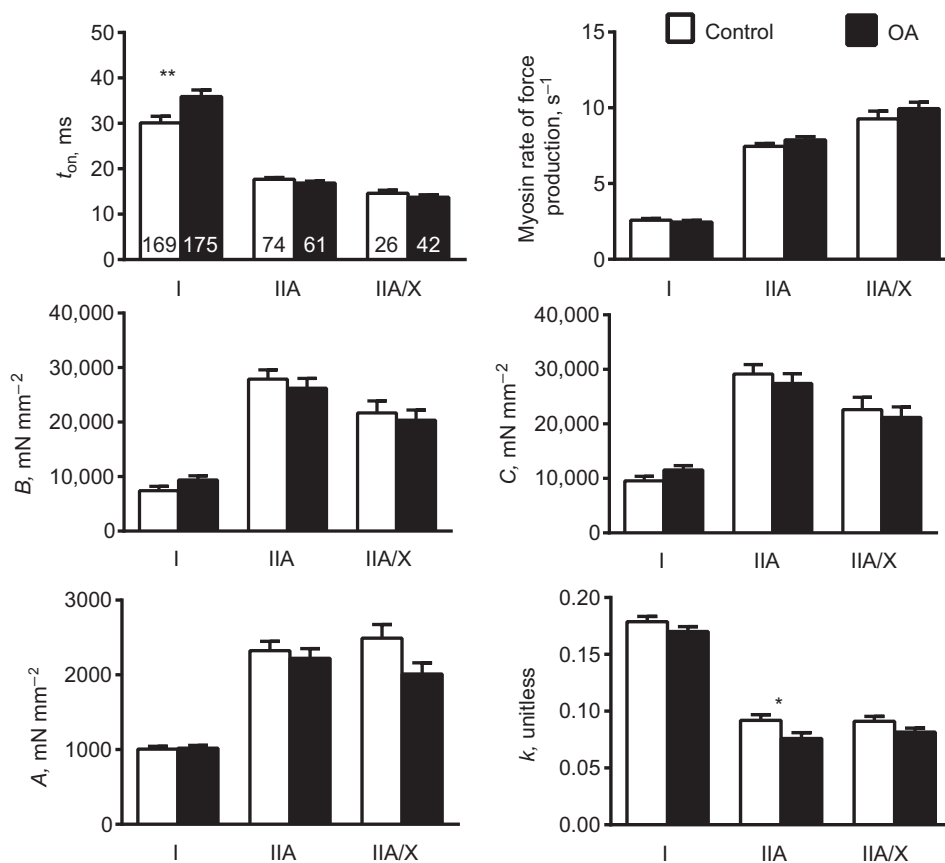 Control OA
50
40
30
20
10
0
t_on, ms
**
169 175 74 61 26 42
I IIA IIA/X
15
10
5
0
Myosin rate of force
production, s⁻¹
I IIA IIA/X
40,000
30,000
20,000
10,000
0
B, mN mm⁻²
I IIA IIA/X
40,000
30,000
20,000
10,000
0
C, mN mm⁻²
I IIA IIA/X
3000
2000
1000
0
A, mN mm⁻²
I IIA IIA/X
0.20
0.15
0.10
0.05
0.00
k, unitless
*
I IIA IIA/X